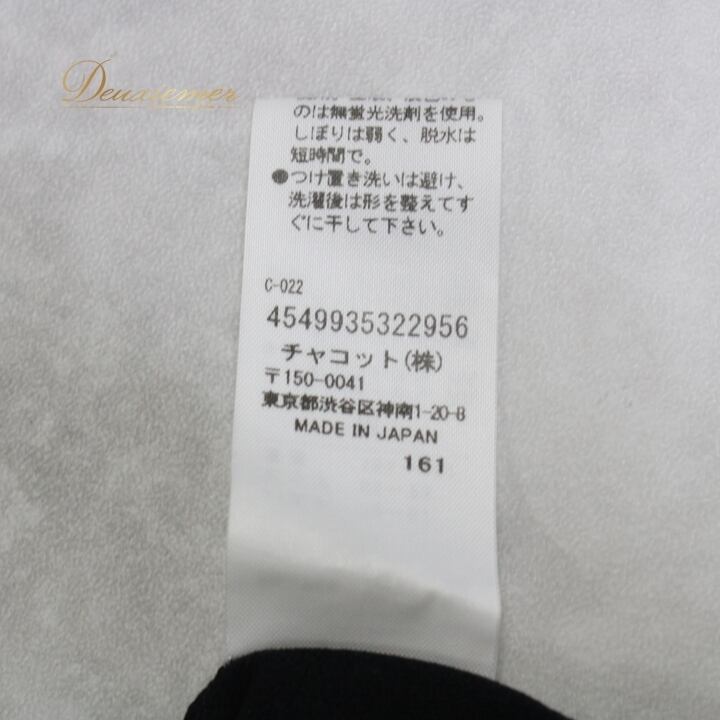 Deuxiemer
のは無蛍光洗剤を使用。
しぼりは弱く、脱水は
短時間で。
●つけ置き洗いは避け、
洗濯後は形を整えてす
ぐに干して下さい。
C-022
4549935322956
チャコット(株)
〒150-0041
東京都渋谷区神南1-20-8
MADE IN JAPAN
161